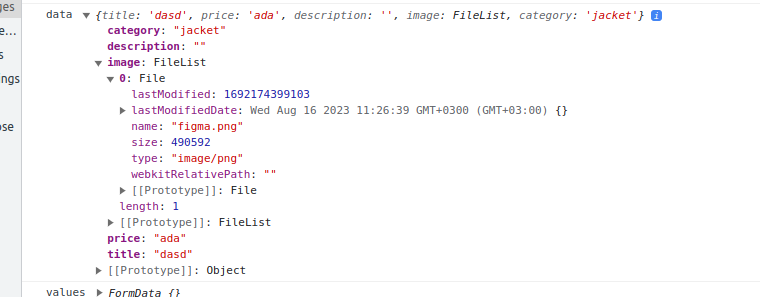 ges
data {title: 'dasd', price: 'ada', description: '', image: FileList, category: 'jacket'} i
e...
category: "jacket"
description: ""
s
image: FileList
ngs
0: File
lastModified: 1692174399103
lastModifiedDate: Wed Aug 16 2023 11:26:39 GMT+0300 (GMT+03:00) {}
ose
name: "figma.png"
size: 490592
type: "image/png"
webkitRelativePath: ""
[[Prototype]]: File
length: 1
[[Prototype]]: FileList
price: "ada"
title: "dasd"
[[Prototype]]: Object
values FormData {}